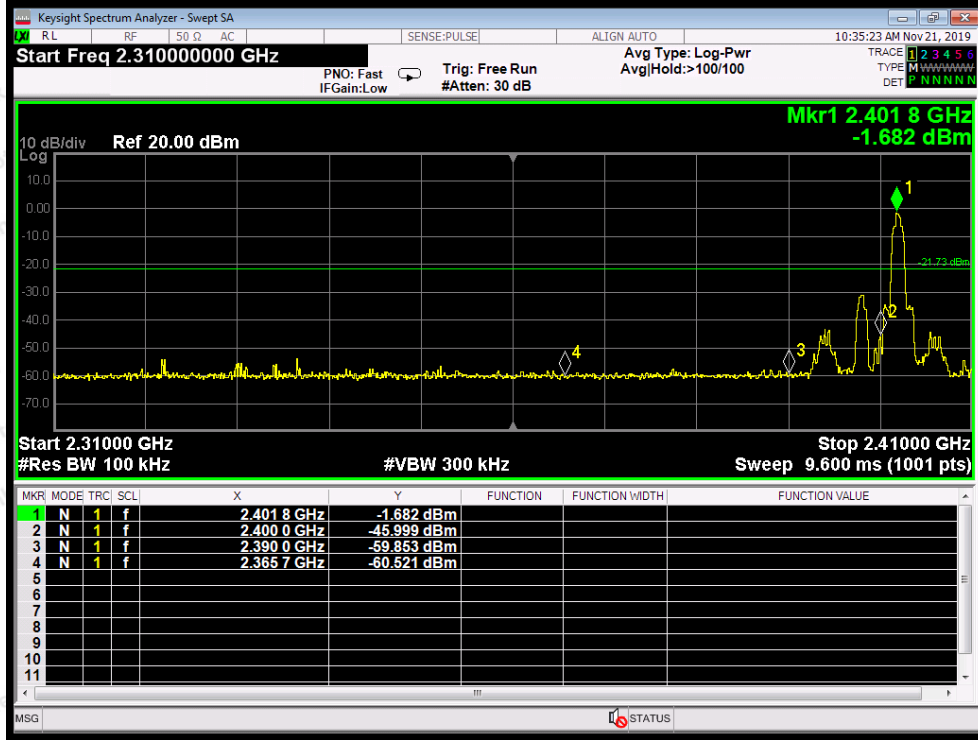 Keysight Spectrum Analyzer - Swept SA
RL RF 50 Ω AC SENSE:PULSE ALIGN AUTO 10:35:23 AM Nov 21, 2019
Start Freq 2.310000000 GHz
PNO: Fast
IFGain:Low
Trig: Free Run
#Atten: 30 dB
Avg Type: Log-Pwr
Avg|Hold:>100/100
TRACE 1 2 3 4 5 6
TYPE M W W W W W
DET P N N N N N
Mkr1 2.401 8 GHz
-1.682 dBm
10 dB/div Ref 20.00 dBm
Log
10.0
1
0.00
-10.0
-20.0
-21.73 dBm
-30.0
-40.0
2
-50.0
4
3
-60.0
-70.0
Start 2.31000 GHz Stop 2.41000 GHz
#Res BW 100 kHz #VBW 300 kHz Sweep 9.600 ms (1001 pts)
MKR MODE TRC SCL X Y FUNCTION FUNCTION WIDTH FUNCTION VALUE
1 N 1 f 2.401 8 GHz -1.682 dBm
2 N 1 f 2.400 0 GHz -45.999 dBm
3 N 1 f 2.390 0 GHz -59.853 dBm
4 N 1 f 2.365 7 GHz -60.521 dBm
5
6
7
8
9
10
11
MSG STATUS